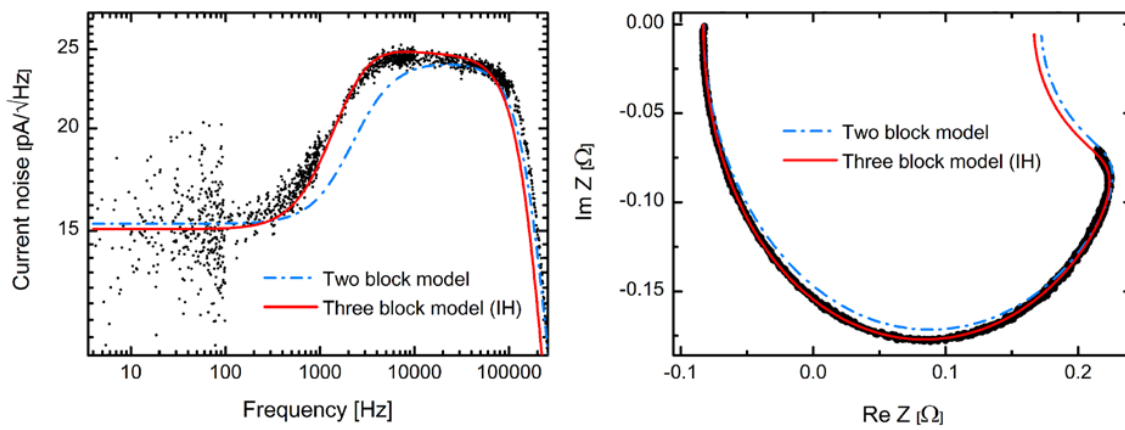 Current noise [pA/√Hz]
25
20
15
Two block model
Three block model (IH)
10
100
1000
10000
100000
Frequency [Hz]
Im Z [Ω]
0.00
-0.05
-0.10
-0.15
Two block model
Three block model (IH)
-0.1
0.0
0.1
0.2
Re Z [Ω]